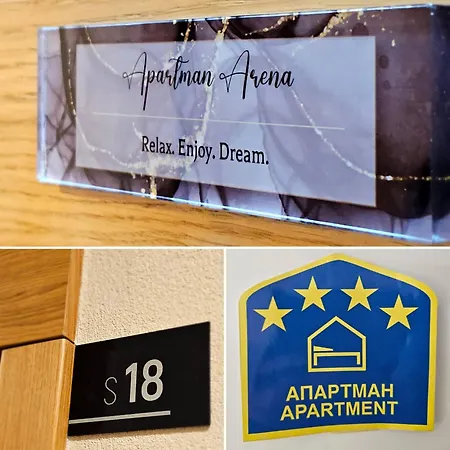 Apartman Arena
Relax. Enjoy. Dream.
S 18
АПАРТМАН
APARTMENT